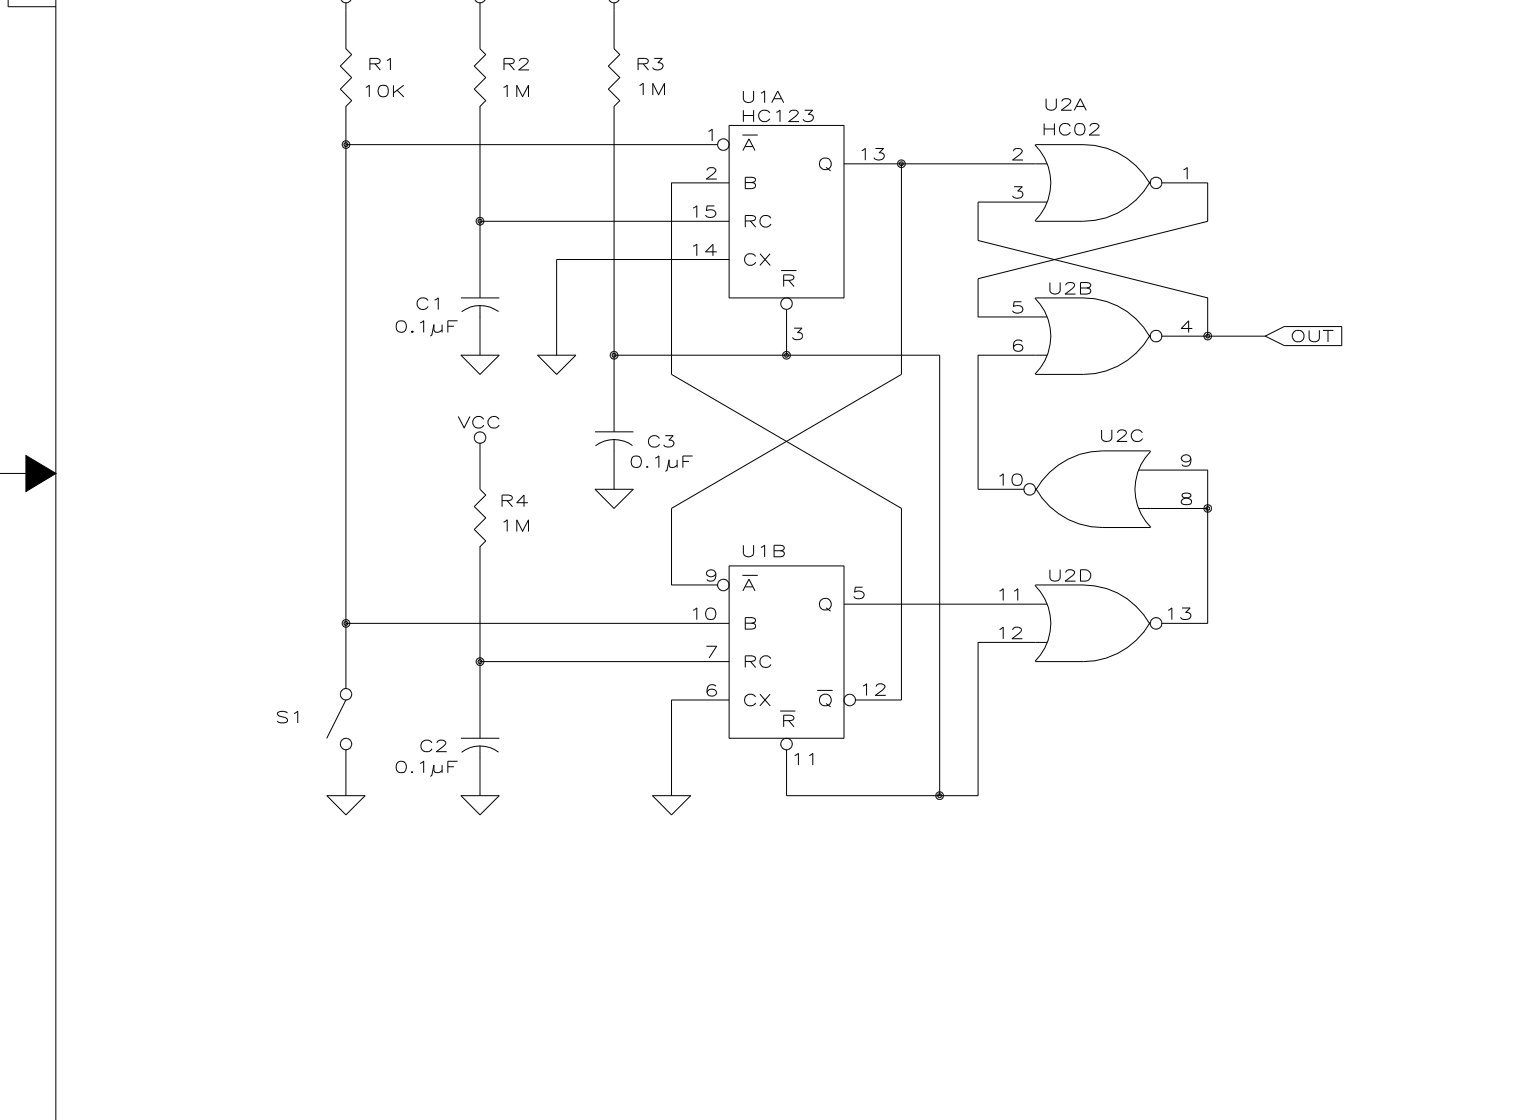 R1
10K
R2
1M
R3
1M
U1A
HC123
1
A
2
B
15
RC
14
CX
R
3
Q
13
U2A
HC02
2
3
1
U2B
5
6
4
OUT
C1
0.1µF
VCC
C3
0.1µF
R4
1M
U2C
10
9
8
U1B
9
A
10
B
7
RC
6
CX
R
11
Q
5
Q
12
U2D
11
12
13
S1
C2
0.1µF